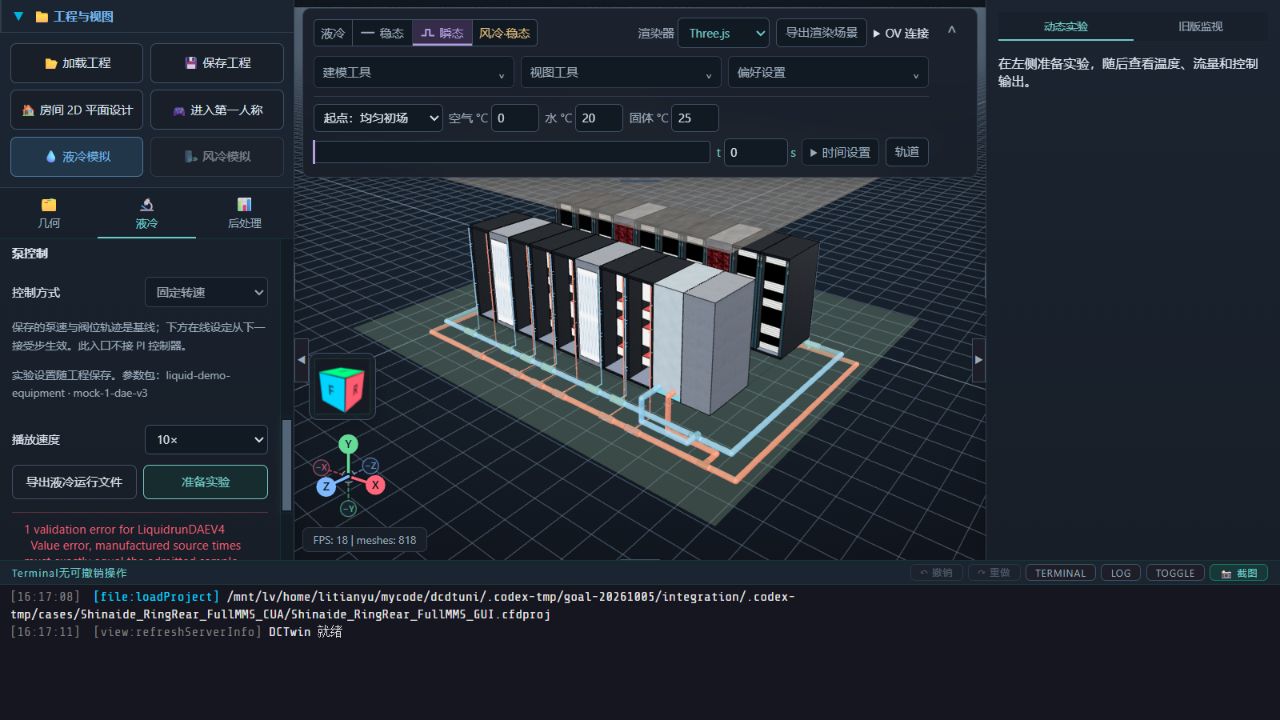 ▼ 📁 工程与视图
加载工程
保存工程
房间 2D 平面设计
进入第一人称
液冷模拟
风冷模拟
几何
液冷
后处理
泵控制
控制方式
固定转速
保存的泵速与阀位轨迹是基线；下方在线设定从下一
接受步生效。此入口不接 PI 控制器。
实验设置随工程保存。参数包：liquid-demo-
equipment · mock-1-dae-v3
播放速度
10×
导出液冷运行文件
准备实验
1 validation error for LiquidrunDAEV4
Value error, manufactured source times
must exactly equal the admitted sample
液冷
稳态
瞬态
风冷·稳态
渲染器
Three.js
导出渲染场景
▶ OV 连接
建模工具
视图工具
偏好设置
起点：均匀初场
空气 °C 0
水 °C 20
固体 °C 25
t 0 s
▶ 时间设置
轨道
F
R
Y
-X
-Z
Z
X
-Y
FPS: 18 | meshes: 818
动态实验
旧版监视
在左侧准备实验，随后查看温度、流量和控制
输出。
Terminal无可撤销操作
↶ 撤销
↷ 重做
TERMINAL
LOG
TOGGLE
截图
[16:17:08] [file:loadProject] /mnt/lv/home/litianyu/mycode/dcdtuni/.codex-tmp/goal-20261005/integration/.codex-
tmp/cases/Shinaide_RingRear_FullMMS_CUA/Shinaide_RingRear_FullMMS_GUI.cfdproj
[16:17:11] [view:refreshServerInfo] DCTwin 就绪